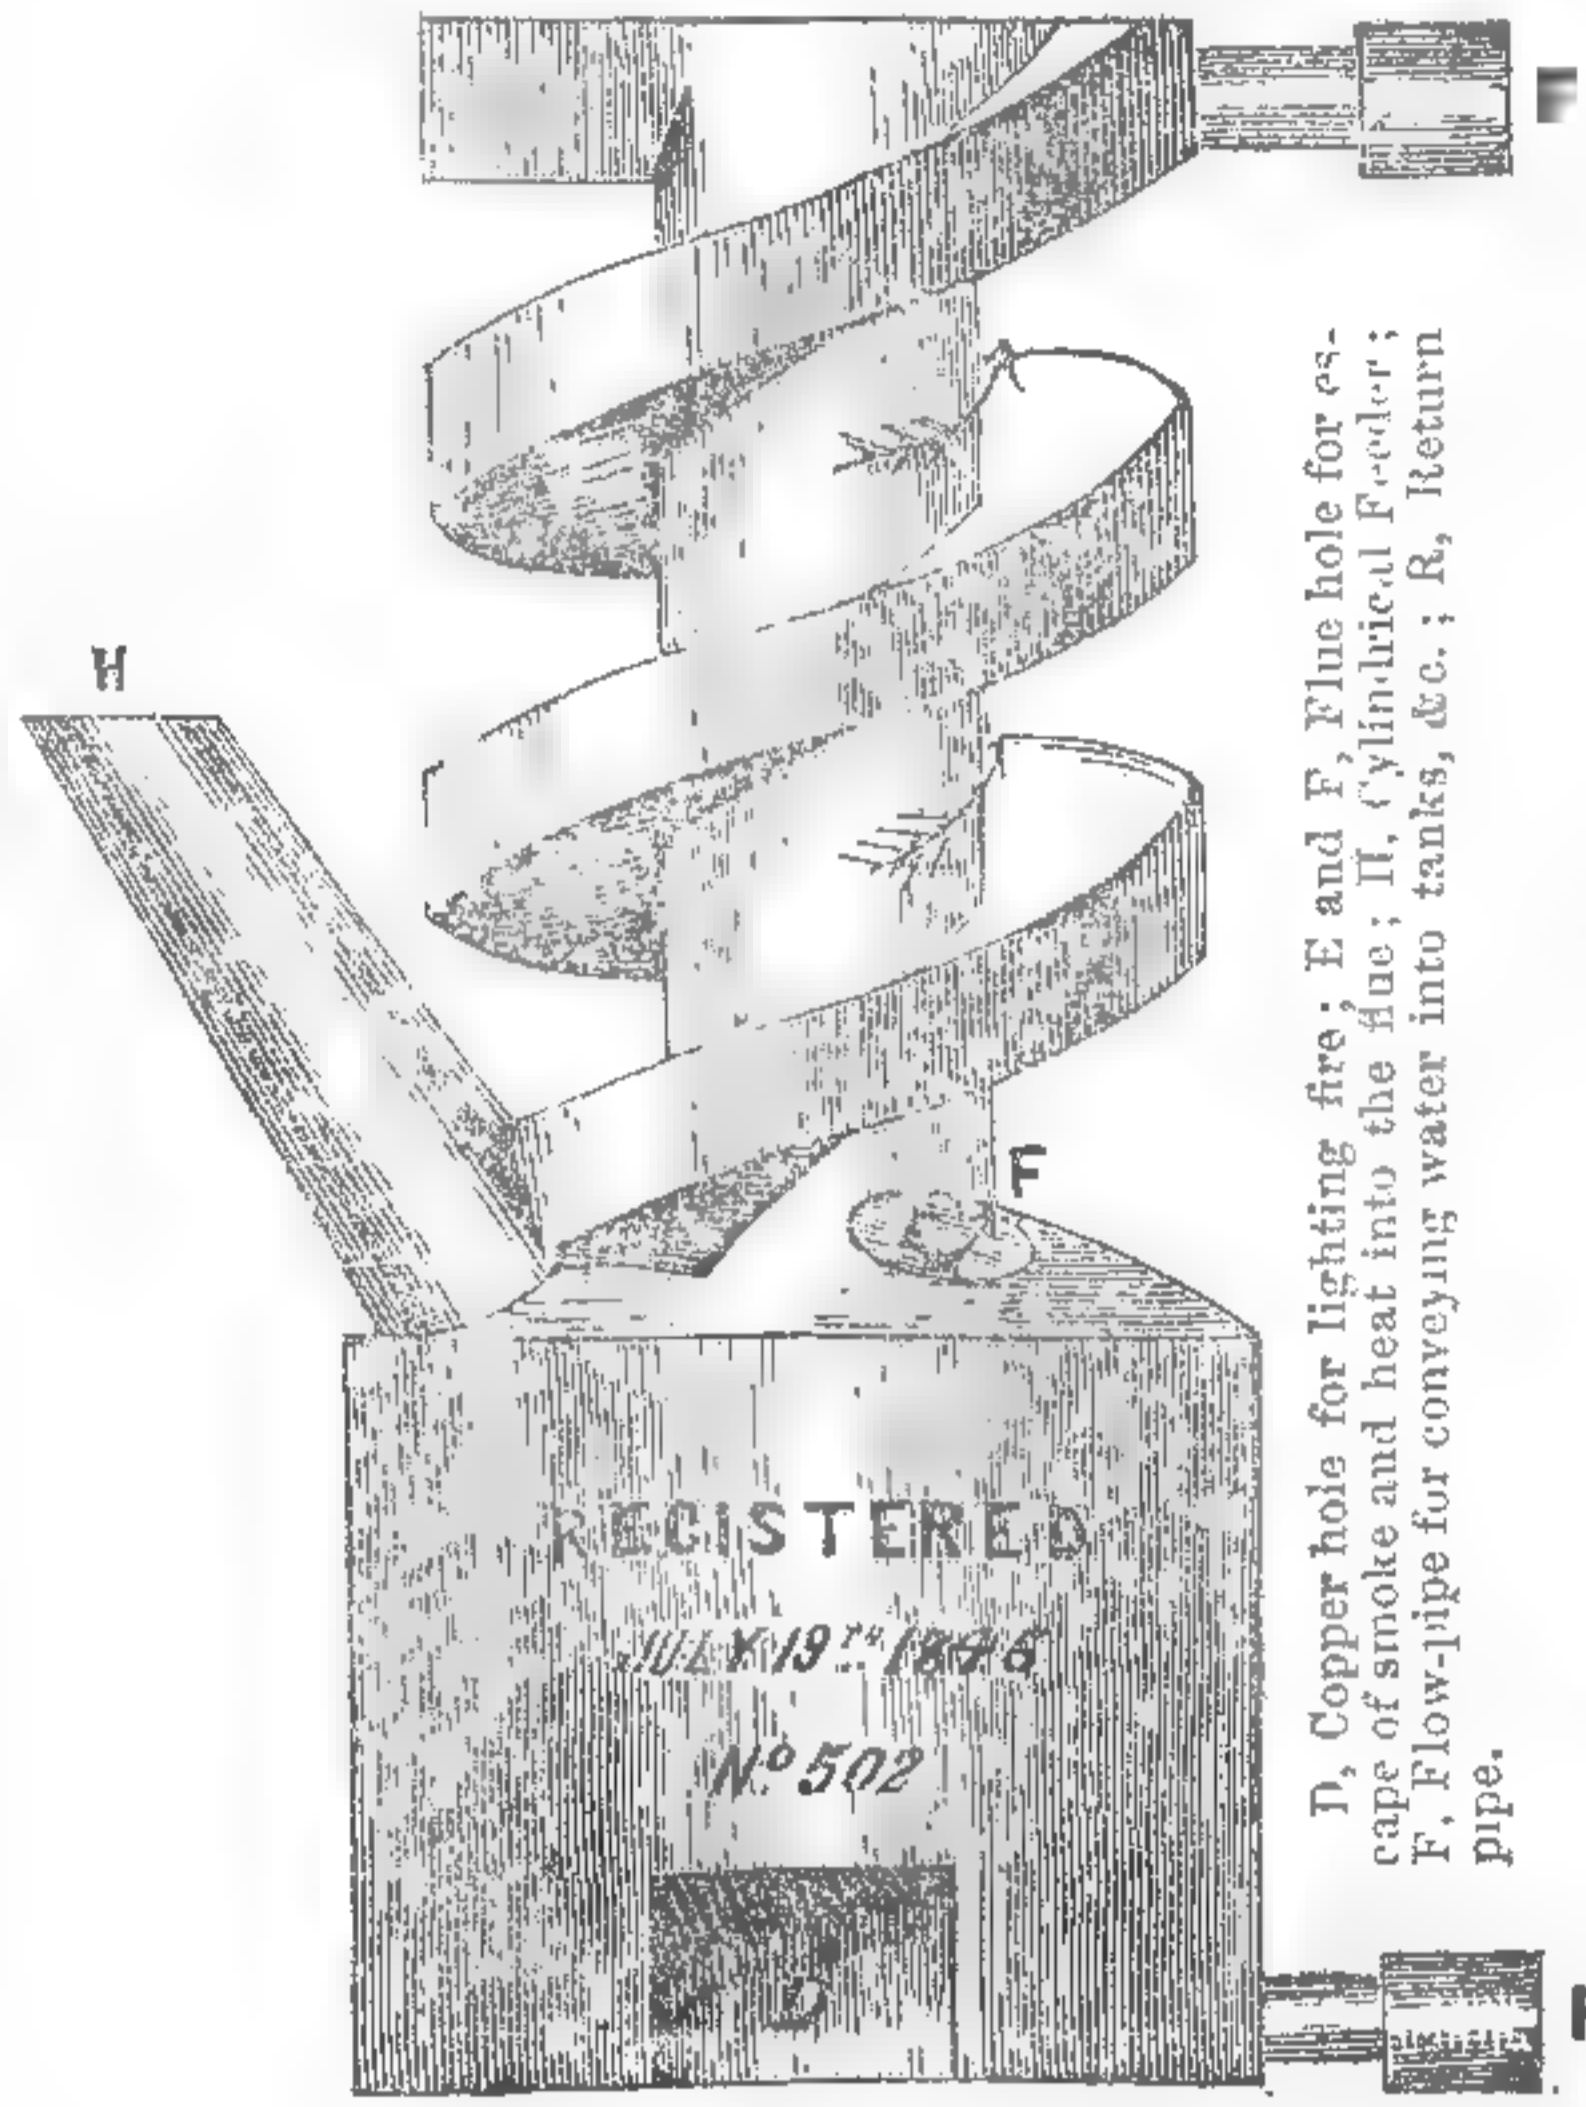 H
F
REGISTERED
JULY 19TH 1846
No 502
D
D, Copper hole for lighting fire; E and F, Flue hole for es-
cape of smoke and heat into the flue; H, Cylindrical Feeder;
F, Flow-pipe for conveying water into tanks, &c.; R, Return
pipe.